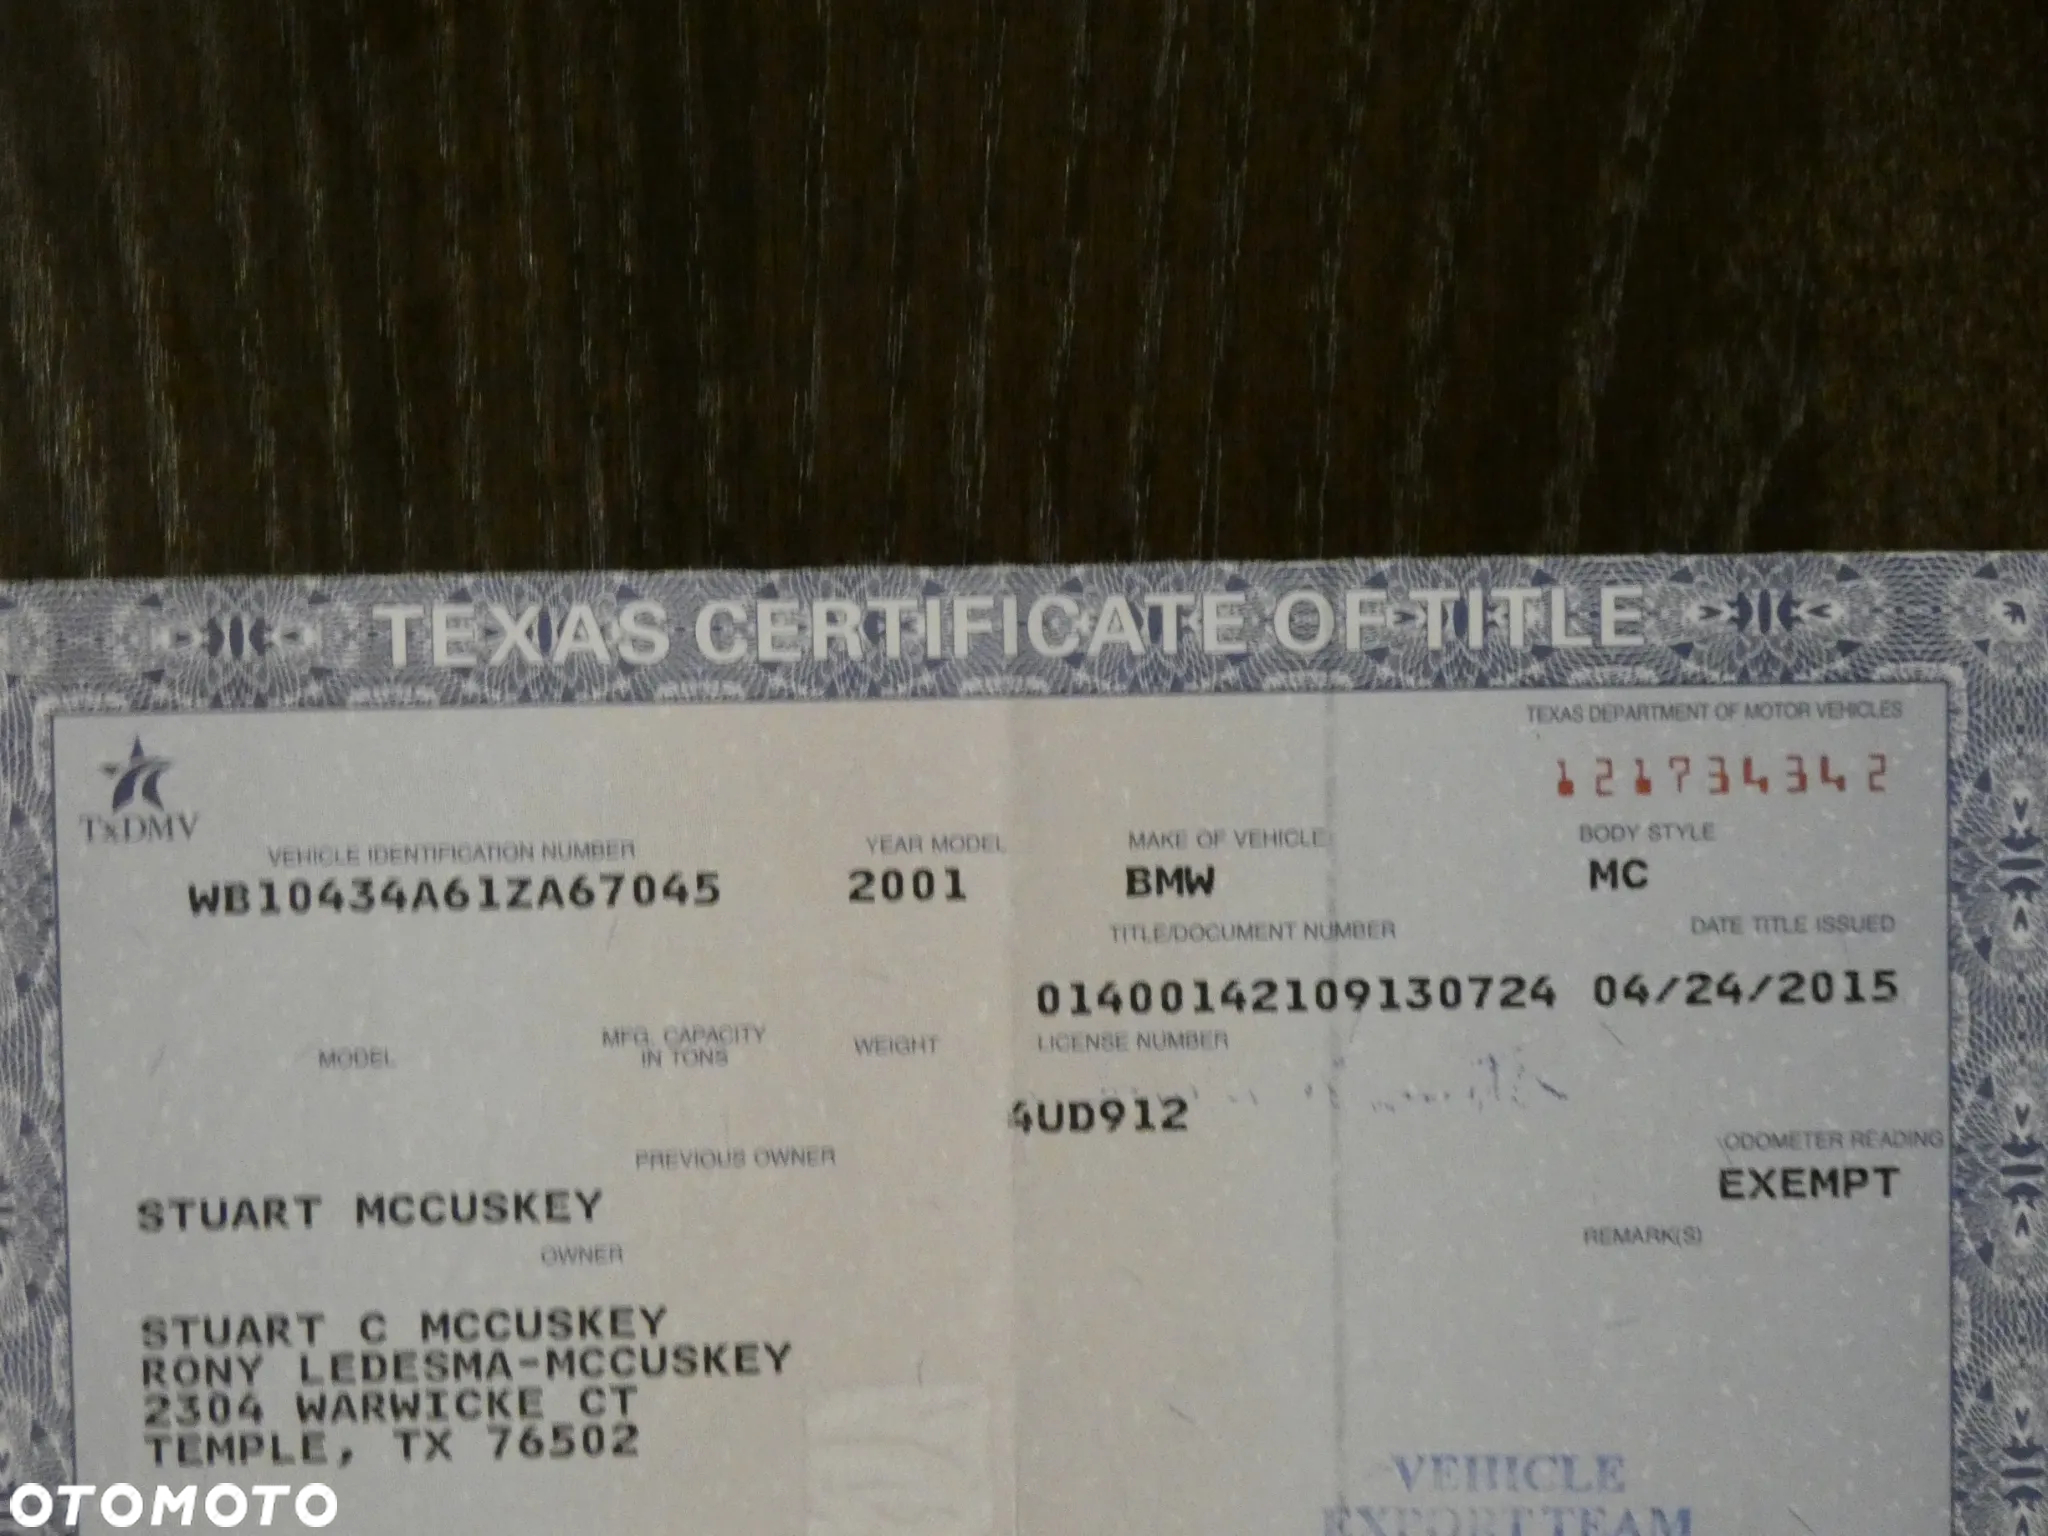 TEXAS CERTIFICATE OF TITLE
TEXAS DEPARTMENT OF MOTOR VEHICLES
121734342
TxDMV
VEHICLE IDENTIFICATION NUMBER YEAR MODEL MAKE OF VEHICLE BODY STYLE
WB10434A61ZA67045 2001 BMW MC
TITLE/DOCUMENT NUMBER DATE TITLE ISSUED
01400142109130724 04/24/2015
MODEL MFG. CAPACITY IN TONS WEIGHT LICENSE NUMBER
4UD912
PREVIOUS OWNER ODOMETER READING
STUART MCCUSKEY EXEMPT
OWNER REMARK(S)
STUART C MCCUSKEY
RONY LEDESMA-MCCUSKEY
2304 WARWICKE CT
TEMPLE, TX 76502
VEHICLE
EXPORT TEAM
OTOMOTO